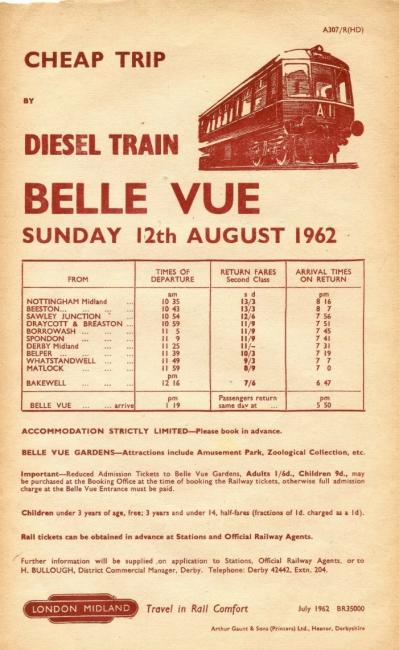 A307/R(HD)
CHEAP TRIP
BY
DIESEL TRAIN
A II
BELLE VUE
SUNDAY 12th AUGUST 1962
FROM TIMES OF DEPARTURE RETURN FARES Second Class ARRIVAL TIMES ON RETURN
am s d pm
NOTTINGHAM Midland ... 10 35 13/3 8 16
BEESTON... ... ... 10 43 13/3 8 7
SAWLEY JUNCTION ... 10 54 12/6 7 56
DRAYCOTT & BREASTON ... 10 59 11/9 7 51
BORROWASH ... ... 11 5 11/9 7 45
SPONDON ... ... 11 9 11/9 7 41
DERBY Midland ... ... 11 25 11/- 7 31
BELPER ... ... ... 11 39 10/3 7 19
WHATSTANDWELL ... 11 49 9/3 7 7
MATLOCK ... ... 11 59 8/9 7 0
pm
BAKEWELL ... ... 12 16 7/6 6 47
pm Passengers return pm
BELLE VUE ... ... arrive 1 19 same day at ... 5 50
ACCOMMODATION STRICTLY LIMITED—Please book in advance.
BELLE VUE GARDENS—Attractions include Amusement Park, Zoological Collection, etc.
Important—Reduced Admission Tickets to Belle Vue Gardens, Adults 1/6d., Children 9d., may
be purchased at the Booking Office at the time of booking the Railway tickets, otherwise full admission
charge at the Belle Vue Entrance must be paid.
Children under 3 years of age, free; 3 years and under 14, half-fares (fractions of 1d. charged as a 1d).
Rail tickets can be obtained in advance at Stations and Official Railway Agents.
Further information will be supplied on application to Stations, Official Railway Agents, or to
H. BULLOUGH, District Commercial Manager, Derby. Telephone: Derby 42442, Extn. 204.
LONDON MIDLAND Travel in Rail Comfort July 1962 BR35000
Arthur Gaunt & Sons (Printers) Ltd., Heanor, Derbyshire